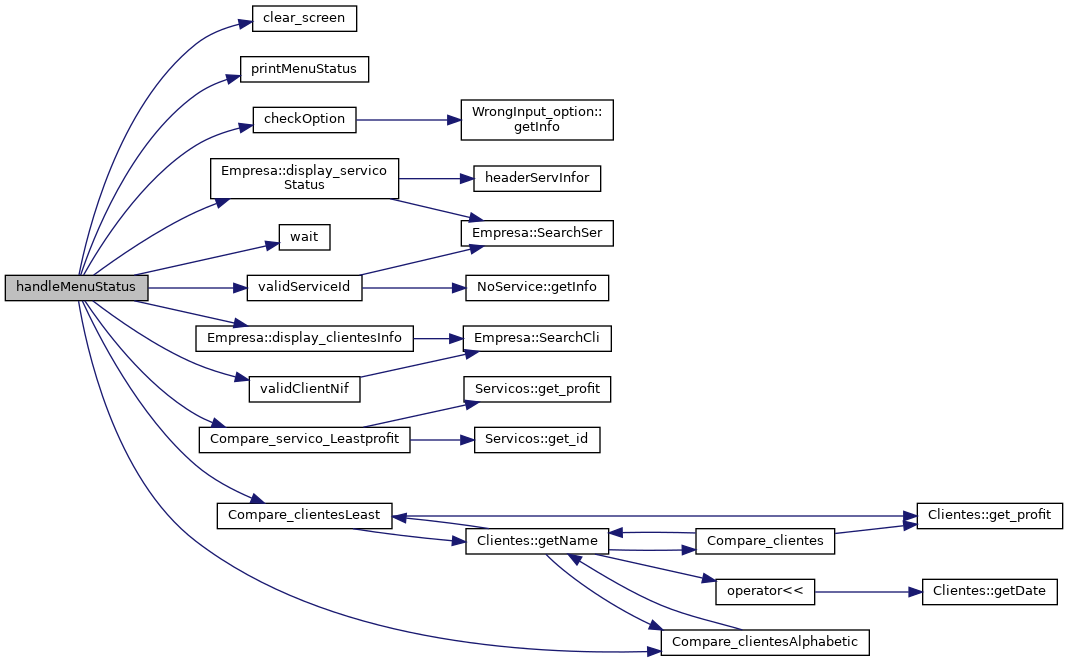 clear_screen
printMenuStatus
checkOption
WrongInput_option::
getInfo
Empresa::display_servico
Status
headerServInfor
wait
Empresa::SearchSer
handleMenuStatus
validServiceId
NoService::getInfo
Empresa::display_clientesInfo
Empresa::SearchCli
validClientNif
Servicos::get_profit
Compare_servico_Leastprofit
Servicos::get_id
Compare_clientesLeast
Clientes::get_profit
Clientes::getName
Compare_clientes
operator<<
Clientes::getDate
Compare_clientesAlphabetic